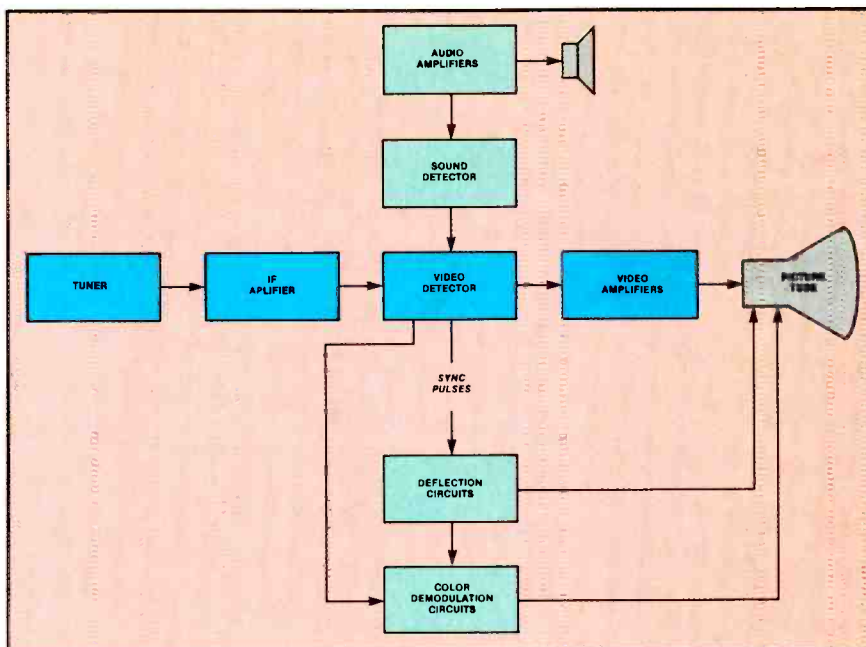 AUDIO
AMPLIFIERS
SOUND
DETECTOR
TUNER
IF
APLIFIER
VIDEO
DETECTOR
VIDEO
AMPLIFIERS
PICTURE
TUBE
SYNC
PULSES
DEFLECTION
CIRCUITS
COLOR
DEMODULATION
CIRCUITS